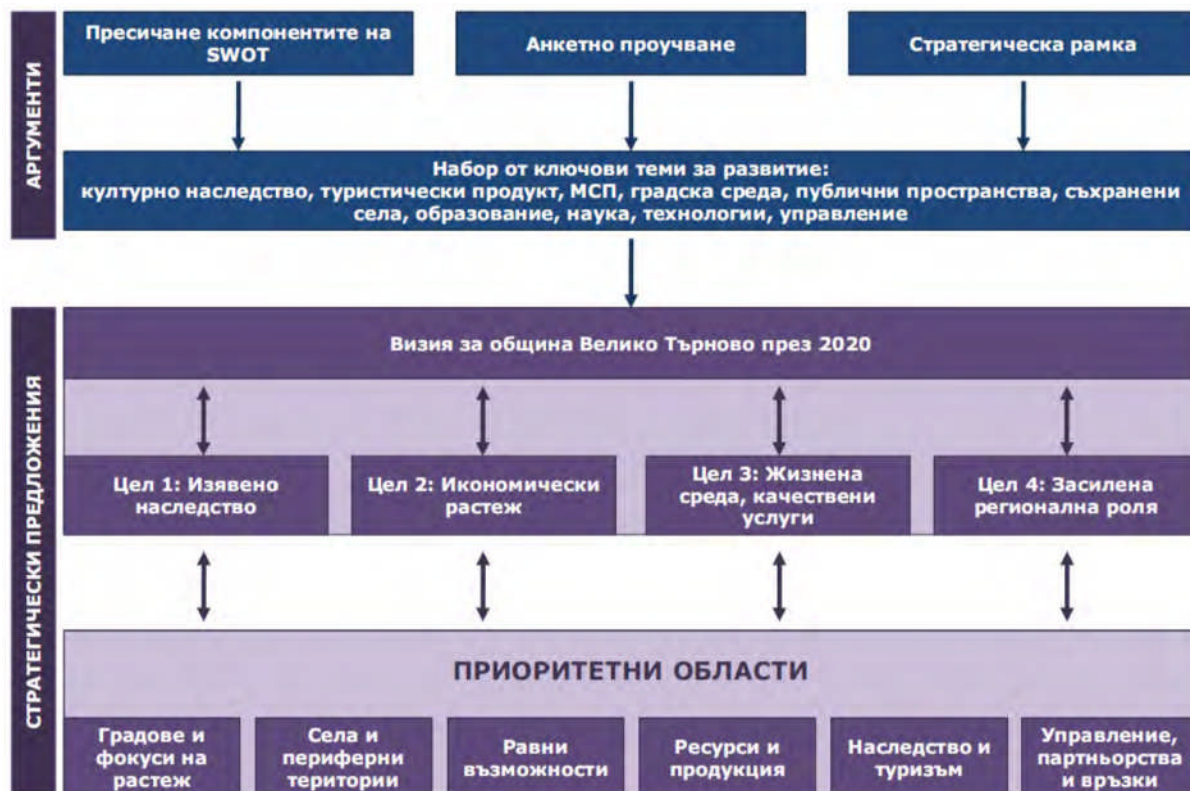 АРГУМЕНТИ
Пресичане компонентите на
SWOT
Анкетно проучване
Стратегическа рамка
Набор от ключови теми за развитие:
културно наследство, туристически продукт, МСП, градска среда, публични пространства, съхранени
села, образование, наука, технологии, управление
СТРАТЕГИЧЕСКИ ПРЕДЛОЖЕНИЯ
Визия за община Велико Търново през 2020
Цел 1: Изявено
наследство
Цел 2: Икономически
растеж
Цел 3: Жизнена
среда, качествени
услуги
Цел 4: Засилена
регионална роля
ПРИОРИТЕТНИ ОБЛАСТИ
Градове и
фокуси на
растеж
Села и
периферни
територии
Равни
възможности
Ресурси и
продукция
Наследство и
туризъм
Управление,
партньорства
и връзки